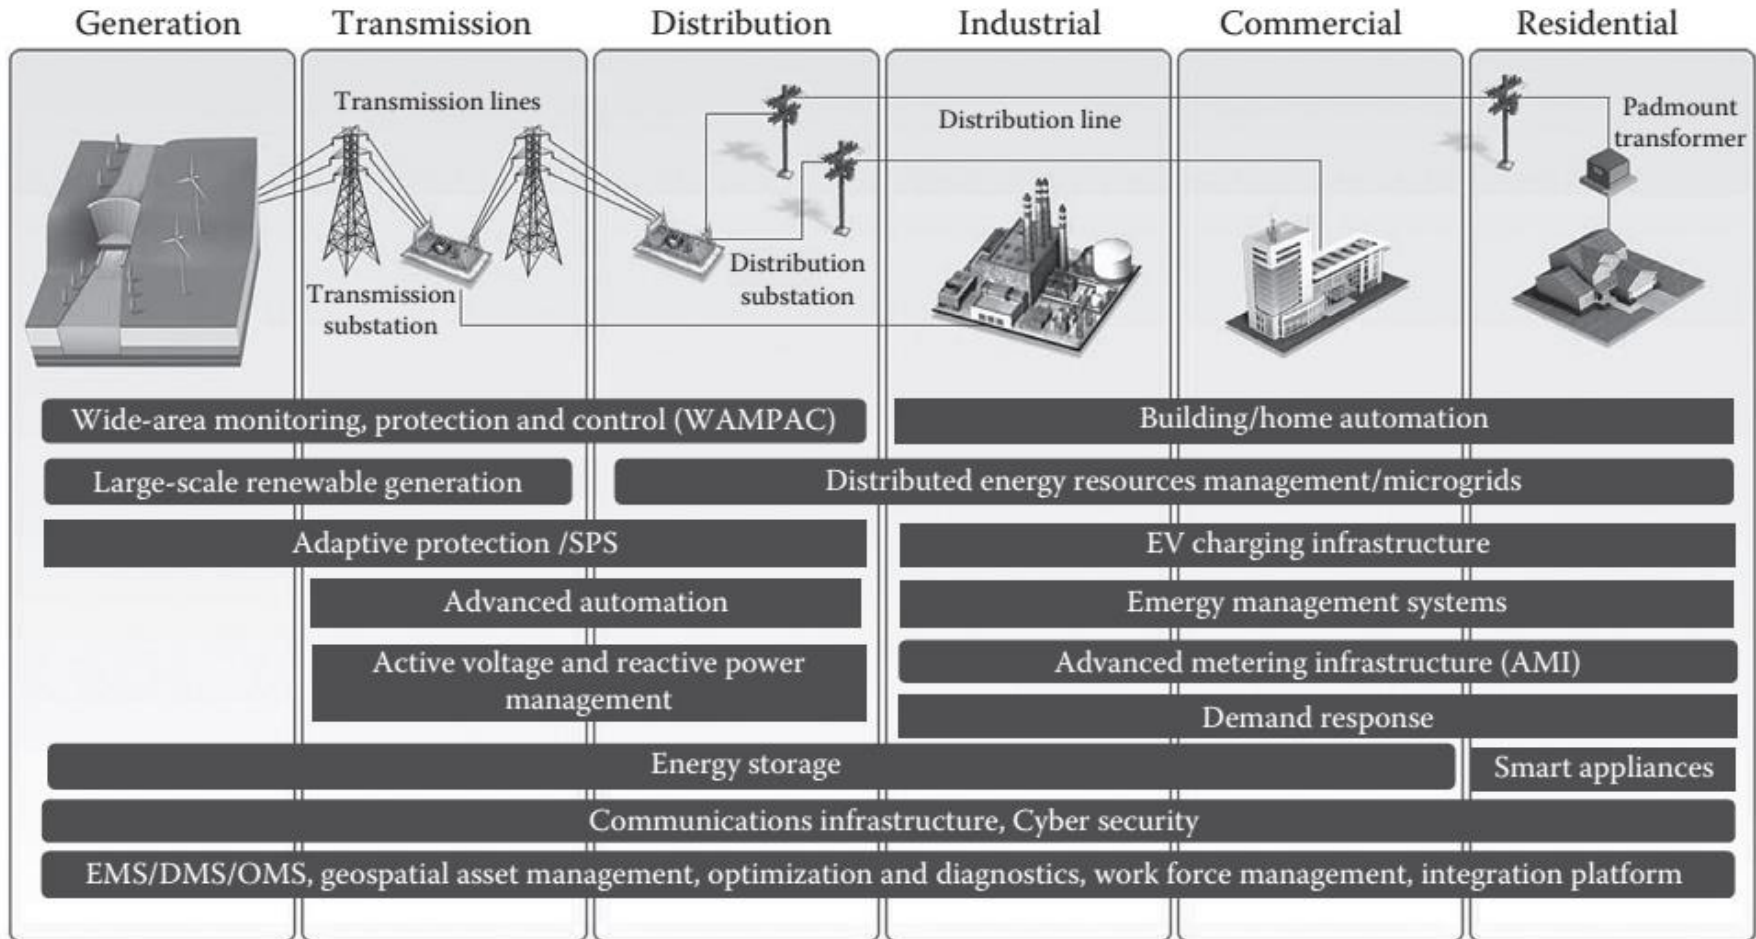 Generation
Transmission
Distribution
Industrial
Commercial
Residential
Transmission lines
Distribution line
Padmount
transformer
Transmission
substation
Distribution
substation
Wide-area monitoring, protection and control (WAMPAC)
Building/home automation
Large-scale renewable generation
Distributed energy resources management/microgrids
Adaptive protection /SPS
EV charging infrastructure
Advanced automation
Emergy management systems
Active voltage and reactive power
management
Advanced metering infrastructure (AMI)
Demand response
Energy storage
Smart appliances
Communications infrastructure, Cyber security
EMS/DMS/OMS, geospatial asset management, optimization and diagnostics, work force management, integration platform